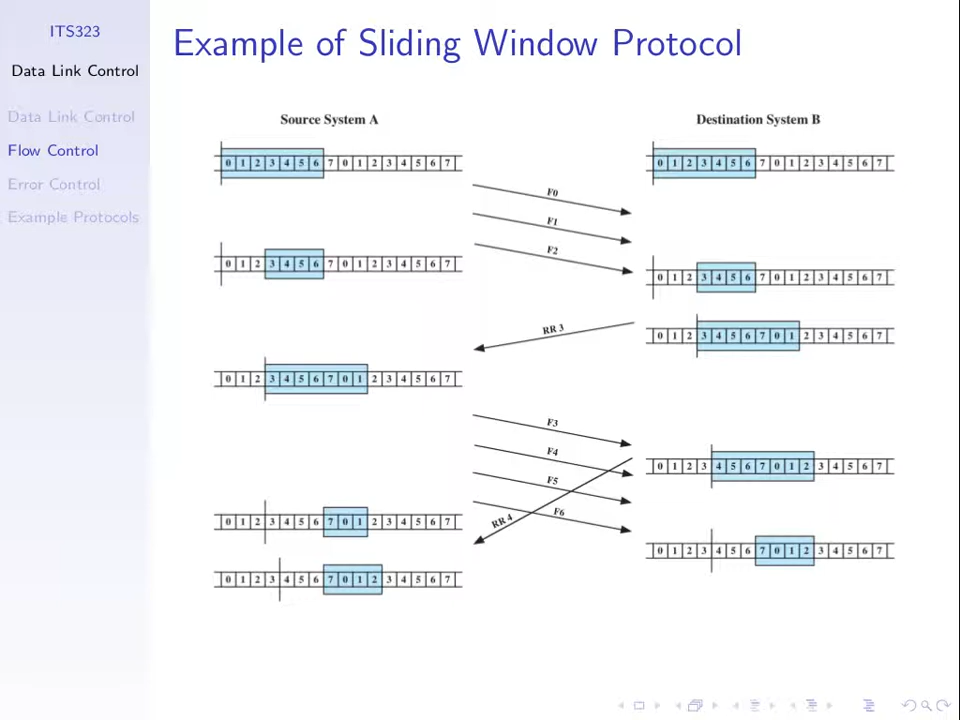 ITS323
Data Link Control
Data Link Control
Flow Control
Error Control
Example Protocols
Example of Sliding Window Protocol
Source System A
Destination System B
0 1 2 3 4 5 6 7 0 1 2 3 4 5 6 7
0 1 2 3 4 5 6 7 0 1 2 3 4 5 6 7
F0
F1
F2
0 1 2 3 4 5 6 7 0 1 2 3 4 5 6 7
0 1 2 3 4 5 6 7 0 1 2 3 4 5 6 7
RR 3
0 1 2 3 4 5 6 7 0 1 2 3 4 5 6 7
0 1 2 3 4 5 6 7 0 1 2 3 4 5 6 7
F3
F4
F5
F6
RR 4
0 1 2 3 4 5 6 7 0 1 2 3 4 5 6 7
0 1 2 3 4 5 6 7 0 1 2 3 4 5 6 7
0 1 2 3 4 5 6 7 0 1 2 3 4 5 6 7
0 1 2 3 4 5 6 7 0 1 2 3 4 5 6 7